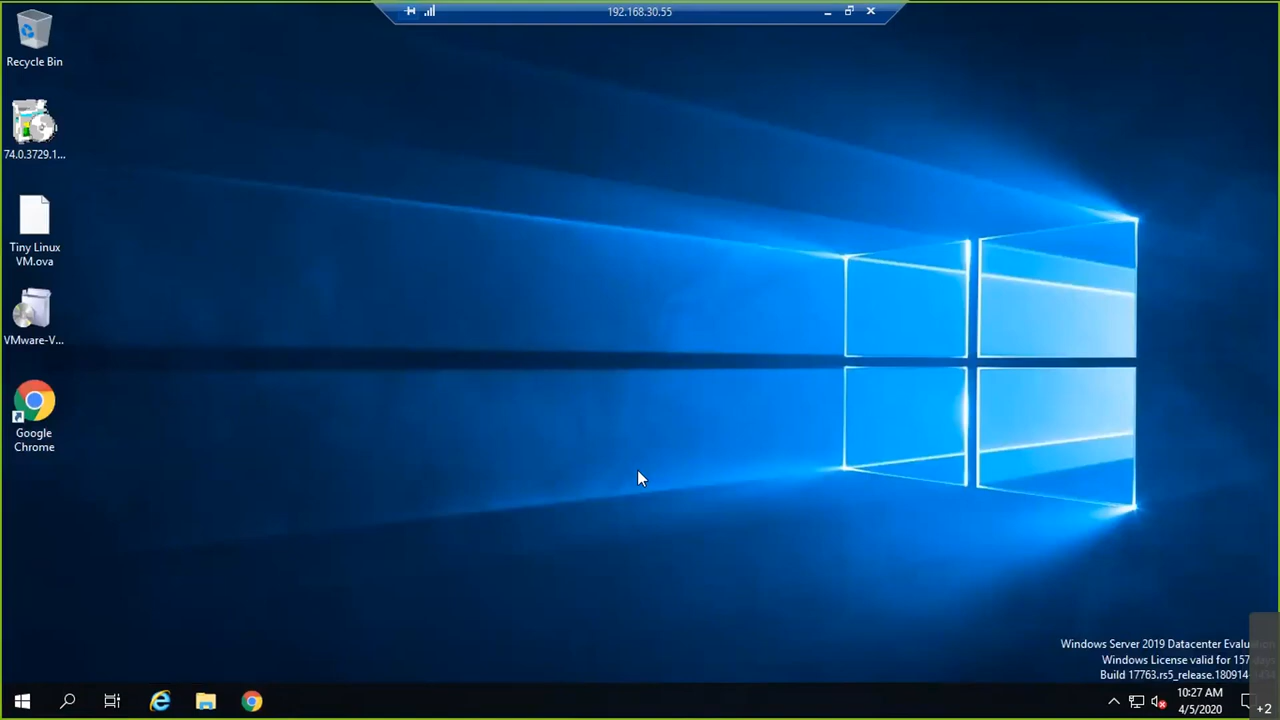 192.168.30.55
Recycle Bin
74.0.3729.1...
Tiny Linux
VM.ova
VMware-V...
Google
Chrome
Windows Server 2019 Datacenter
Windows License valid for 157
Build 17763.rs5_release.180914-
10:27 AM
4/5/2020
+2